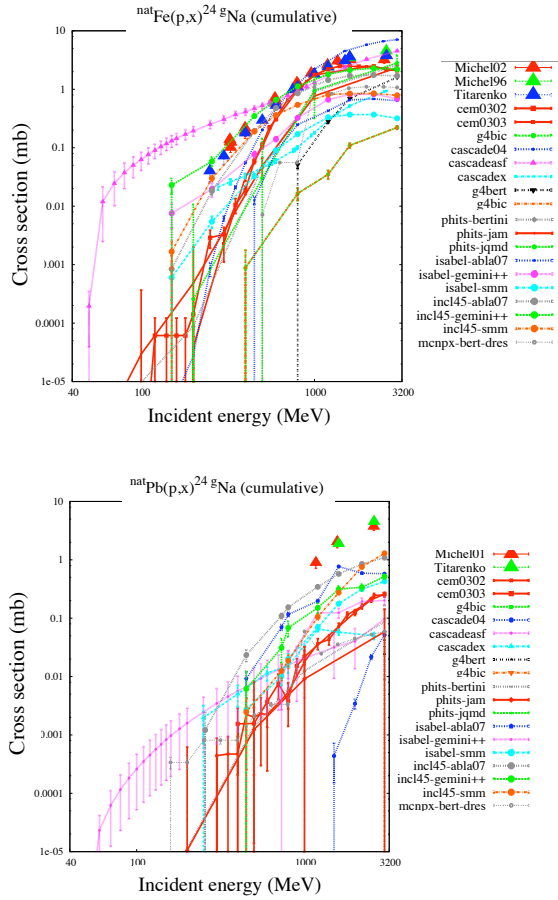 natFe(p,x)24 gNa (cumulative)
Cross section (mb)
10
1
0.1
0.01
0.001
0.0001
1e-05
40
100
1000
3200
Incident energy (MeV)
Michel02
Michel96
Titarenko
cem0302
cem0303
g4bic
cascade04
cascadeasf
cascadex
g4bert
g4bic
phits-bertini
phits-jam
phits-jqmd
isabel-abla07
isabel-gemini++
isabel-smm
incl45-abla07
incl45-gemini++
incl45-smm
mcnpx-bert-dres
natPb(p,x)24 gNa (cumulative)
Cross section (mb)
10
1
0.1
0.01
0.001
0.0001
1e-05
40
100
1000
3200
Incident energy (MeV)
Michel01
Titarenko
cem0302
cem0303
g4bic
cascade04
cascadeasf
cascadex
g4bert
g4bic
phits-bertini
phits-jam
phits-jqmd
isabel-abla07
isabel-gemini++
isabel-smm
incl45-abla07
incl45-gemini++
incl45-smm
mcnpx-bert-dres